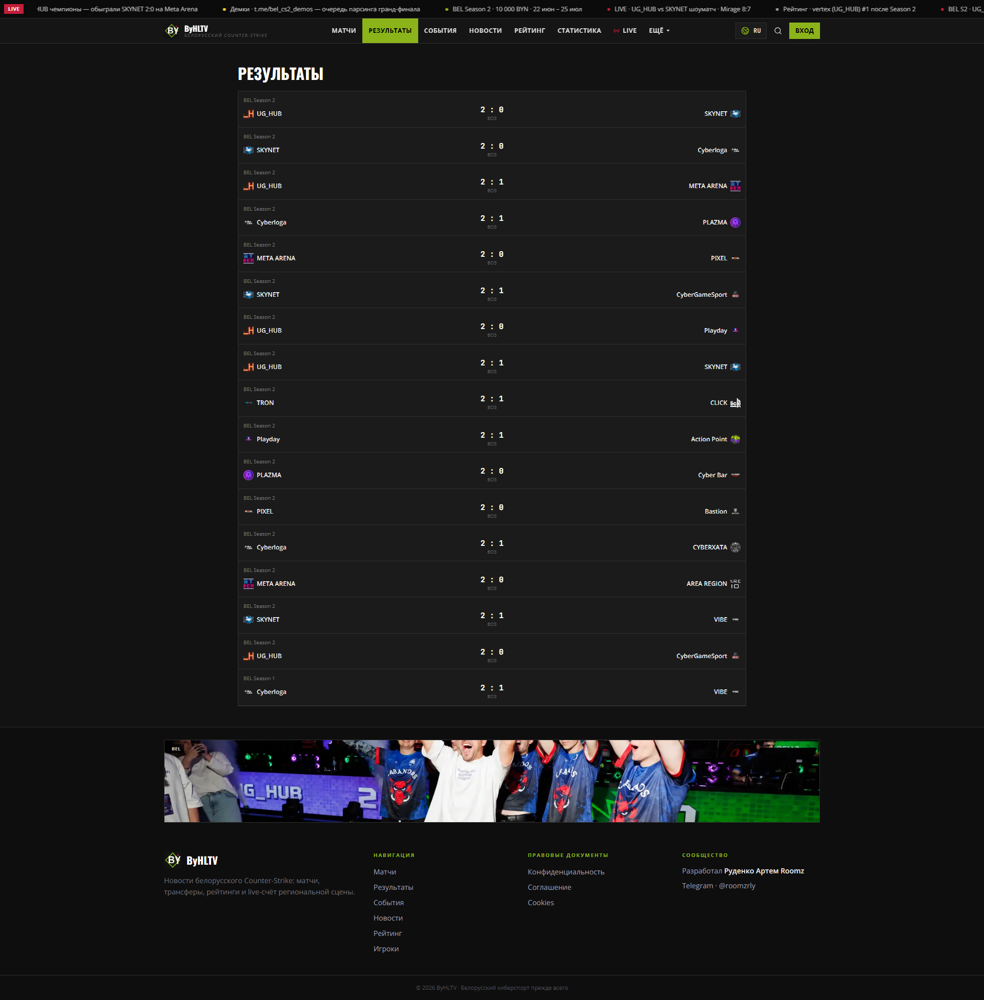 LIVE HUB чемпионы — обыграли SKYNET 2:0 на Meta Arena • Демки · t.me/bel_cs2_demos — очередь парсинга гранд-финала • BEL Season 2 · 10 000 BYN · 22 июн – 25 июл • LIVE · UG_HUB vs SKYNET шоуматч · Mirage 8:7 • Рейтинг · vertex (UG_HUB) #1 после Season 2 • BEL S2 · UG_
BY ByHLTV
БЕЛОРУССКИЙ COUNTER-STRIKE
МАТЧИ РЕЗУЛЬТАТЫ СОБЫТИЯ НОВОСТИ РЕЙТИНГ СТАТИСТИКА LIVE ЕЩЁ RU ВХОД
РЕЗУЛЬТАТЫ
BEL Season 2
UG_HUB 2 : 0 SKYNET
BO3
BEL Season 2
SKYNET 2 : 0 Cyberloga
BO3
BEL Season 2
UG_HUB 2 : 1 META ARENA
BO3
BEL Season 2
Cyberloga 2 : 1 PLAZMA
BO3
BEL Season 2
META ARENA 2 : 0 PIXEL
BO3
BEL Season 2
SKYNET 2 : 1 CyberGameSport
BO3
BEL Season 2
UG_HUB 2 : 0 Playday
BO3
BEL Season 2
UG_HUB 2 : 1 SKYNET
BO3
BEL Season 2
TRON 2 : 1 CLICK
BO3
BEL Season 2
Playday 2 : 1 Action Point
BO3
BEL Season 2
PLAZMA 2 : 0 Cyber Bar
BO3
BEL Season 2
PIXEL 2 : 0 Bastion
BO3
BEL Season 2
Cyberloga 2 : 1 CYBERXATA
BO3
BEL Season 2
META ARENA 2 : 0 AREA REGION
BO3
BEL Season 2
SKYNET 2 : 1 VIBE
BO3
BEL Season 2
UG_HUB 2 : 0 CyberGameSport
BO3
BEL Season 1
Cyberloga 2 : 1 VIBE
BO3
BEL
UG_HUB 2
BY ByHLTV
Новости белорусского Counter-Strike: матчи,
трансферы, рейтинги и live-счёт региональной сцены.
НАВИГАЦИЯ
Матчи
Результаты
События
Новости
Рейтинг
Игроки
ПРАВОВЫЕ ДОКУМЕНТЫ
Конфиденциальность
Соглашение
Cookies
СООБЩЕСТВО
Разработал Руденко Артем Roomz
Telegram · @roomzrly
© 2026 ByHLTV · Белорусский киберспорт прежде всего